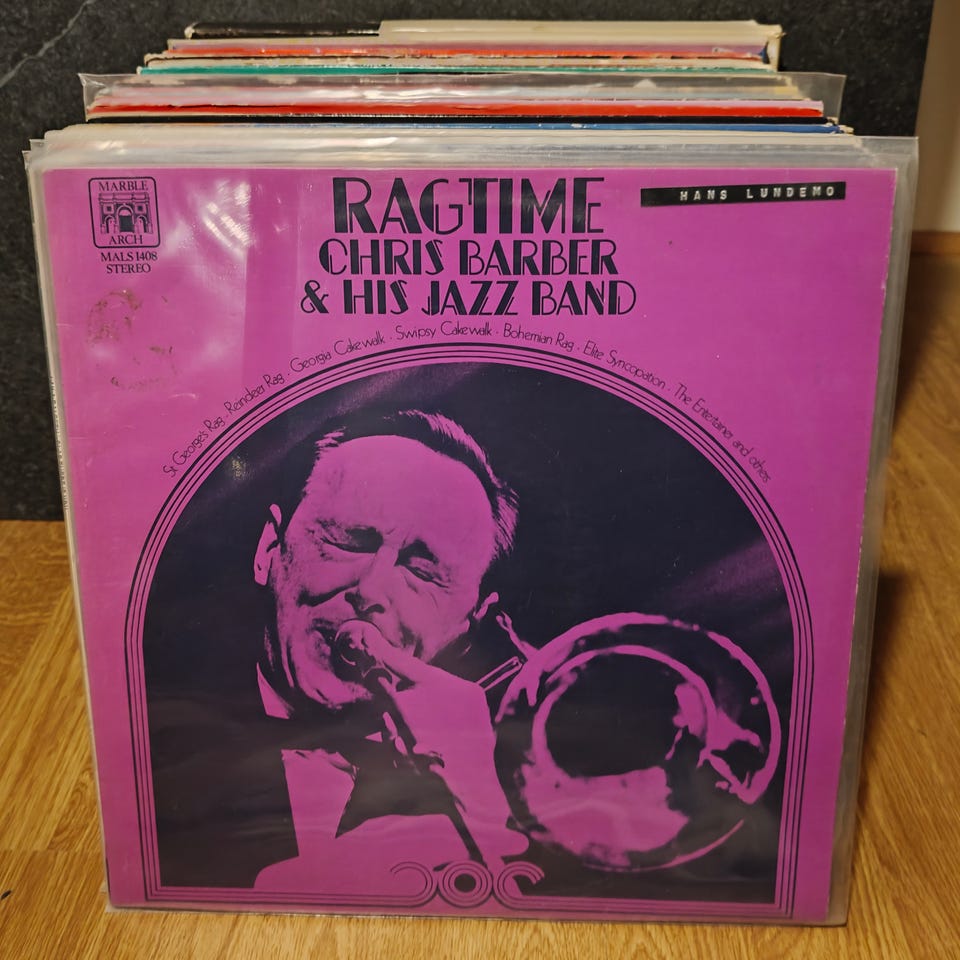 MARBLE
ARCH
MALS 1408
STEREO
RAGTIME
CHRIS BARBER
& HIS JAZZ BAND
HANS LUNDEMO
St. George's Rag · Reindeer Rag · Georgia Cakewalk · Swipsy Cakewalk · Bohemian Rag · Elite Syncopation · The Entertainer and others